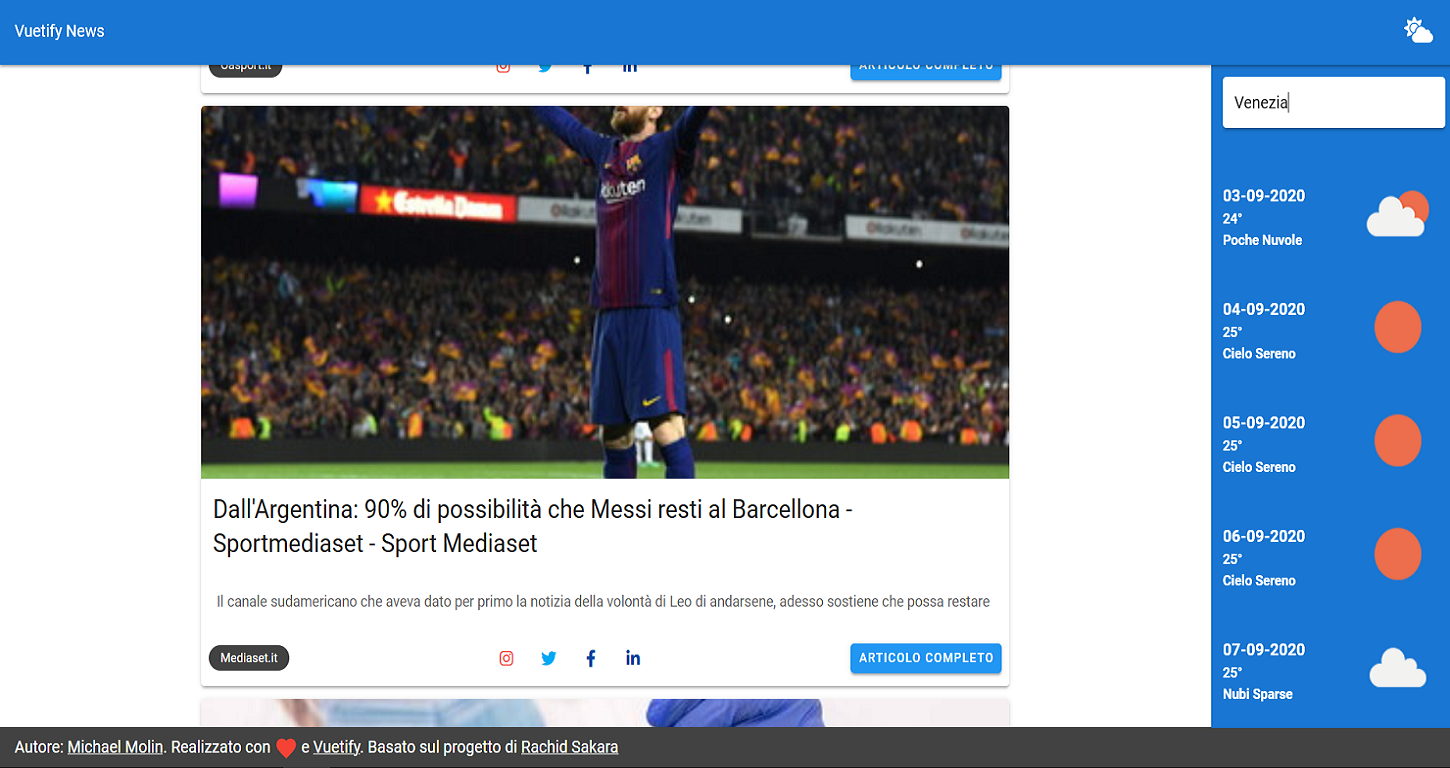 Vuetify News
Oasport.it
ARTICOLO COMPLETO
Rakuten
Estrella Damm
Rakuten
Dall'Argentina: 90% di possibilità che Messi resti al Barcellona -
Sportmediaset - Sport Mediaset
Il canale sudamericano che aveva dato per primo la notizia della volontà di Leo di andarsene, adesso sostiene che possa restare
Mediaset.it
ARTICOLO COMPLETO
Venezia
03-09-2020
24°
Poche Nuvole
04-09-2020
25°
Cielo Sereno
05-09-2020
25°
Cielo Sereno
06-09-2020
25°
Cielo Sereno
07-09-2020
25°
Nubi Sparse
Autore: Michael Molin. Realizzato con e Vuetify. Basato sul progetto di Rachid Sakara